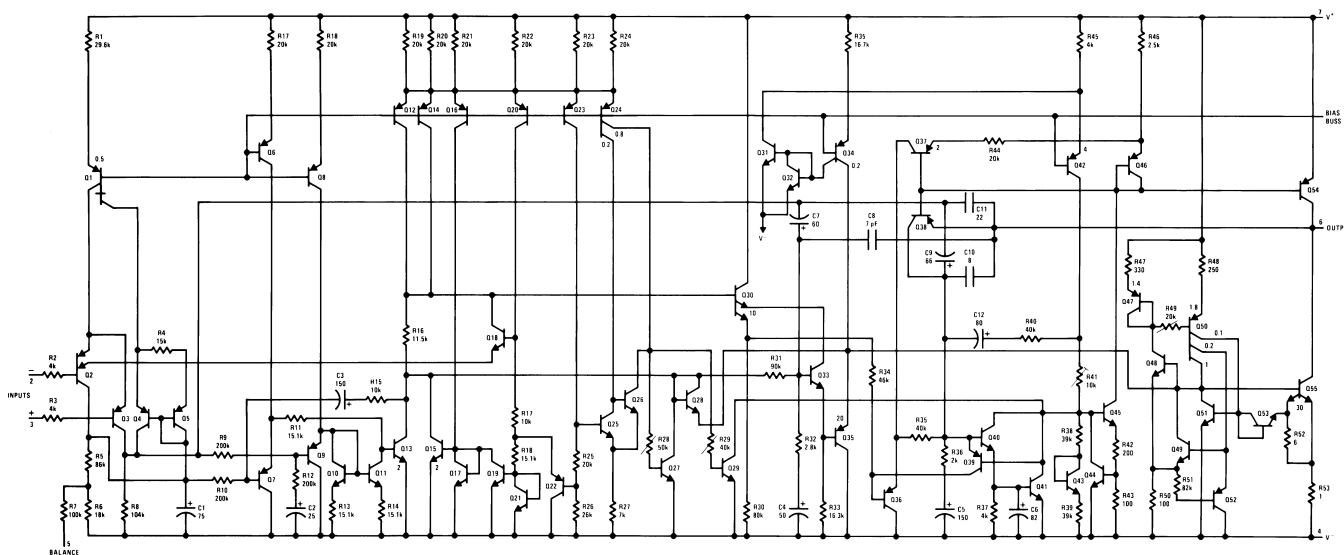 R1
29.6k
R17
20k
R18
20k
R19
20k
R20
20k
R21
20k
R22
20k
R23
20k
R24
20k
R35
16.7k
R45
4k
R46
2.5k
7 V+
Q12
Q14
Q16
Q20
Q23
Q24
0.8
0.2
BIAS
BUSS
Q6
Q8
0.5
Q1
Q31
Q32
Q34
0.2
Q37
2
R44
20k
4
Q42
Q46
Q54
C7
60
C8
7 pF
Q38
C11
22
C9
66
C10
8
6
OUTP
V-
R47
330
R48
250
1.4
Q47
R49
20k
1.8
Q50
0.1
0.2
1
Q30
10
R4
15k
R16
11.5k
Q18
C12
80
R40
40k
R2
4k
2
Q2
INPUTS
R3
4k
3
Q3
Q4
Q5
C3
150
R15
10k
R31
90k
Q33
R34
46k
R41
10k
Q48
Q55
30
R17
10k
Q26
Q28
R11
15.1k
Q13
2
Q15
2
R18
15.1k
Q25
R28
50k
R29
40k
20
Q35
R35
40k
Q40
R38
39k
Q45
Q51
Q53
R52
6
R5
86k
R9
200k
Q9
Q10
Q11
Q17
Q19
Q22
R25
20k
Q27
Q29
R32
2.8k
R36
2k
Q39
R42
200
Q49
R10
200k
Q7
R12
200k
Q21
Q36
Q41
Q43
Q44
R51
82k
Q52
R7
100k
R6
18k
R8
104k
C1
75
C2
25
R13
15.1k
R14
15.1k
R26
26k
R27
7k
R30
80k
C4
50
R33
16.3k
C5
150
R37
4k
C6
82
R39
39k
R43
100
R50
100
R53
1
4 V-
5
BALANCE